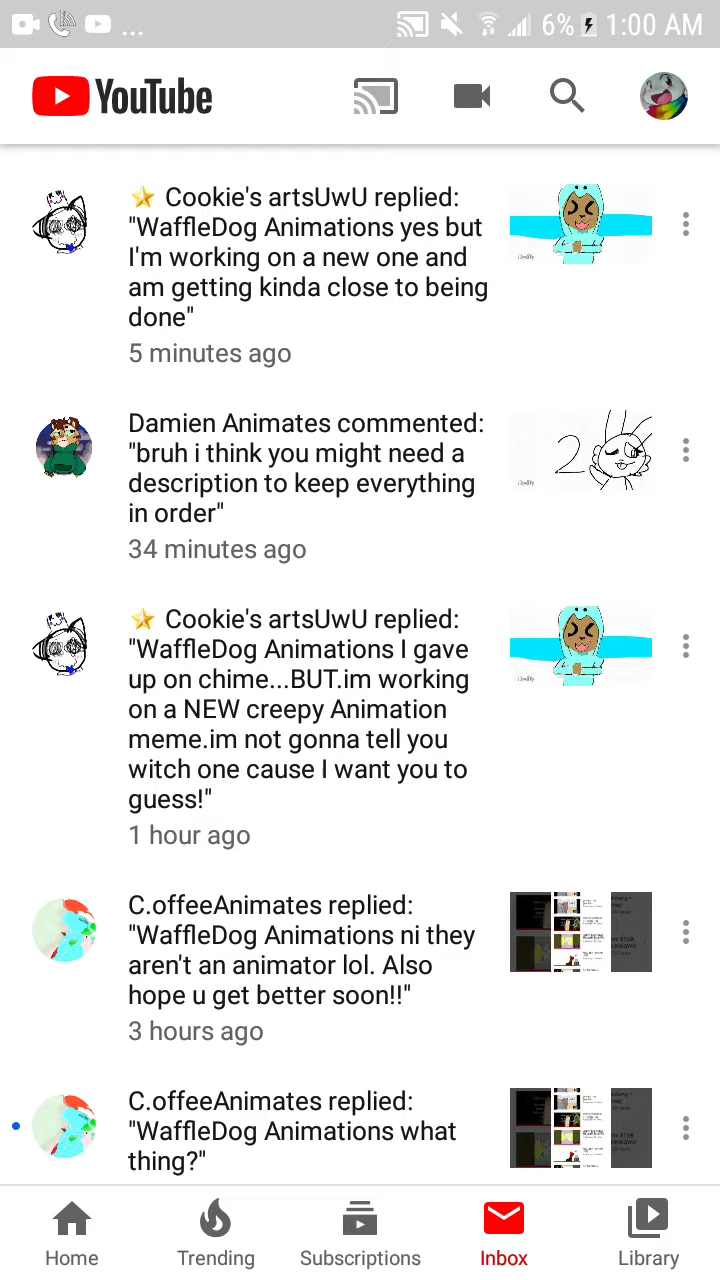 ... 6% 1:00 AM
YouTube
⭐ Cookie's artsUwU replied:
"WaffleDog Animations yes but
I'm working on a new one and
am getting kinda close to being
done"
5 minutes ago
Damien Animates commented:
"bruh i think you might need a
description to keep everything
in order"
34 minutes ago
2
⭐ Cookie's artsUwU replied:
"WaffleDog Animations I gave
up on chime...BUT.im working
on a NEW creepy Animation
meme.im not gonna tell you
witch one cause I want you to
guess!"
1 hour ago
C.offeeAnimates replied:
"WaffleDog Animations ni they
aren't an animator lol. Also
hope u get better soon!!"
3 hours ago
C.offeeAnimates replied:
"WaffleDog Animations what
thing?"
Home Trending Subscriptions Inbox Library